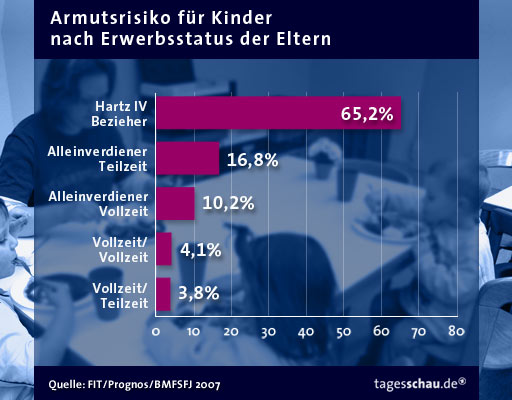 Armutsrisiko für Kinder
nach Erwerbsstatus der Eltern
Hartz IV
Bezieher
65,2%
Alleinverdiener
Teilzeit
16,8%
Alleinverdiener
Vollzeit
10,2%
Vollzeit/
Vollzeit
4,1%
Vollzeit/
Teilzeit
3,8%
0 10 20 30 40 50 60 70 80
Quelle: FIT/Prognos/BMFSFJ 2007
tagesschau.de®